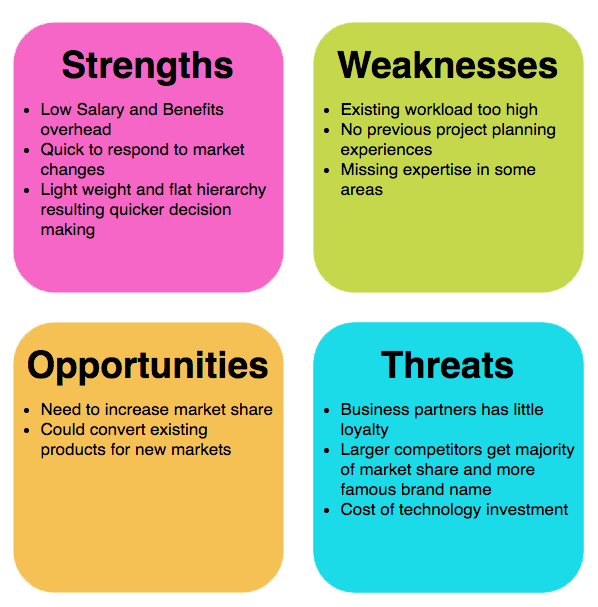 Strengths
• Low Salary and Benefits
overhead
• Quick to respond to market
changes
• Light weight and flat hierarchy
resulting quicker decision
making
Weaknesses
• Existing workload too high
• No previous project planning
experiences
• Missing expertise in some
areas
Opportunities
• Need to increase market share
• Could convert existing
products for new markets
Threats
• Business partners has little
loyalty
• Larger competitors get majority
of market share and more
famous brand name
• Cost of technology investment